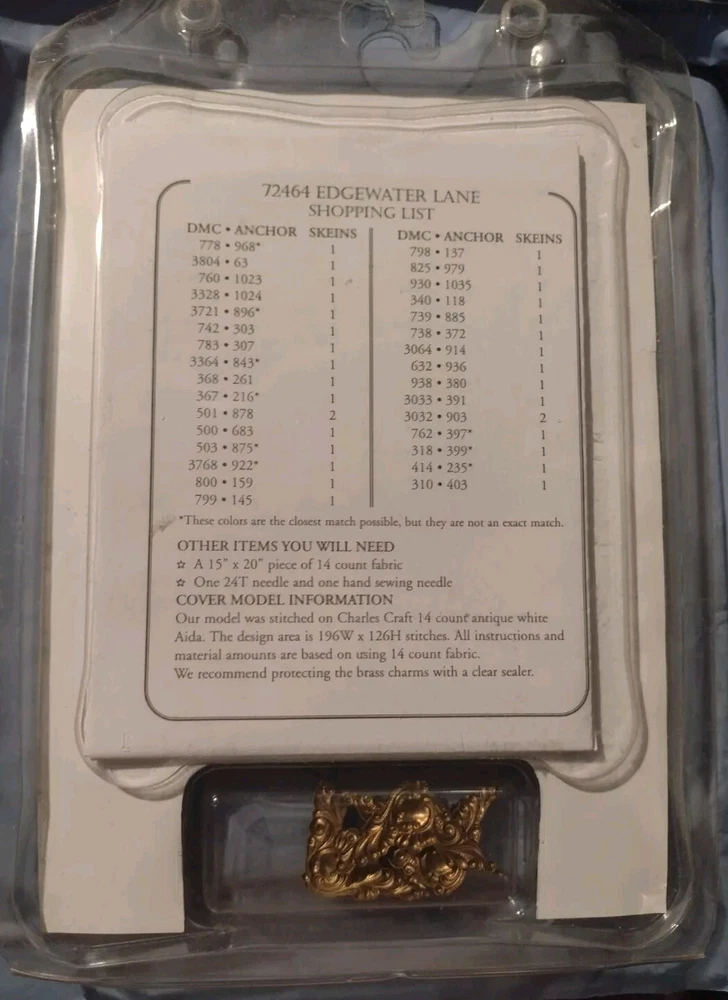 72464 EDGEWATER LANE
SHOPPING LIST
DMC • ANCHOR SKEINS
778 • 968* 1
3804 • 63 1
760 • 1023 1
3328 • 1024 1
3721 • 896* 1
742 • 303 1
783 • 307 1
3364 • 843* 1
368 • 261 1
367 • 216* 1
501 • 878 2
500 • 683 1
503 • 875* 1
3768 • 922* 1
800 • 159 1
799 • 145 1
DMC • ANCHOR SKEINS
798 • 137 1
825 • 979 1
930 • 1035 1
340 • 118 1
739 • 885 1
738 • 372 1
3064 • 914 1
632 • 936 1
938 • 380 1
3033 • 391 1
3032 • 903 2
762 • 397* 1
318 • 399* 1
414 • 235* 1
310 • 403 1
*These colors are the closest match possible, but they are not an exact match.
OTHER ITEMS YOU WILL NEED
☆ A 15" x 20" piece of 14 count fabric
☆ One 24T needle and one hand sewing needle
COVER MODEL INFORMATION
Our model was stitched on Charles Craft 14 count antique white
Aida. The design area is 196W x 126H stitches. All instructions and
material amounts are based on using 14 count fabric.
We recommend protecting the brass charms with a clear sealer.